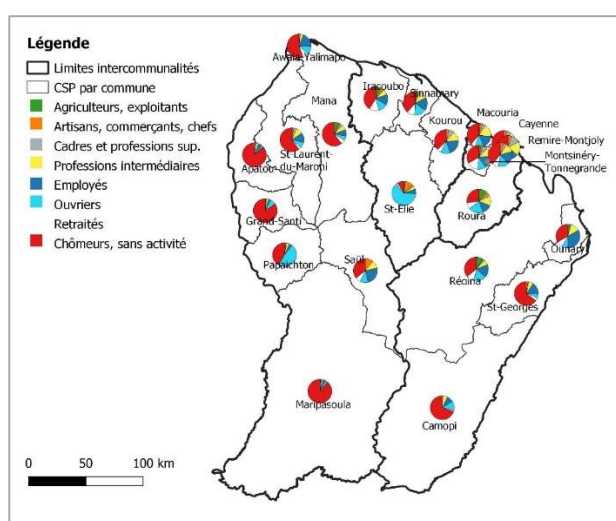 Légende
Limites intercommunalités
CSP par commune
Agriculteurs, exploitants
Artisans, commerçants, chefs
Cadres et professions sup.
Professions intermédiaires
Employés
Ouvriers
Retraités
Chômeurs, sans activité
Awala-Yalimapo
Mana
Iracoubo
Sinnamary
Kourou
Macouria
Cayenne
Remire-Montjoly
Montsinéry-
Tonnegrande
Apatou
St-Laurent-
du-Maroni
Grand-Santi
St-Elie
Roura
Papaichton
Saül
Régina
Ouanary
St-Georges
Maripasoula
Camopi
0 50 100 km